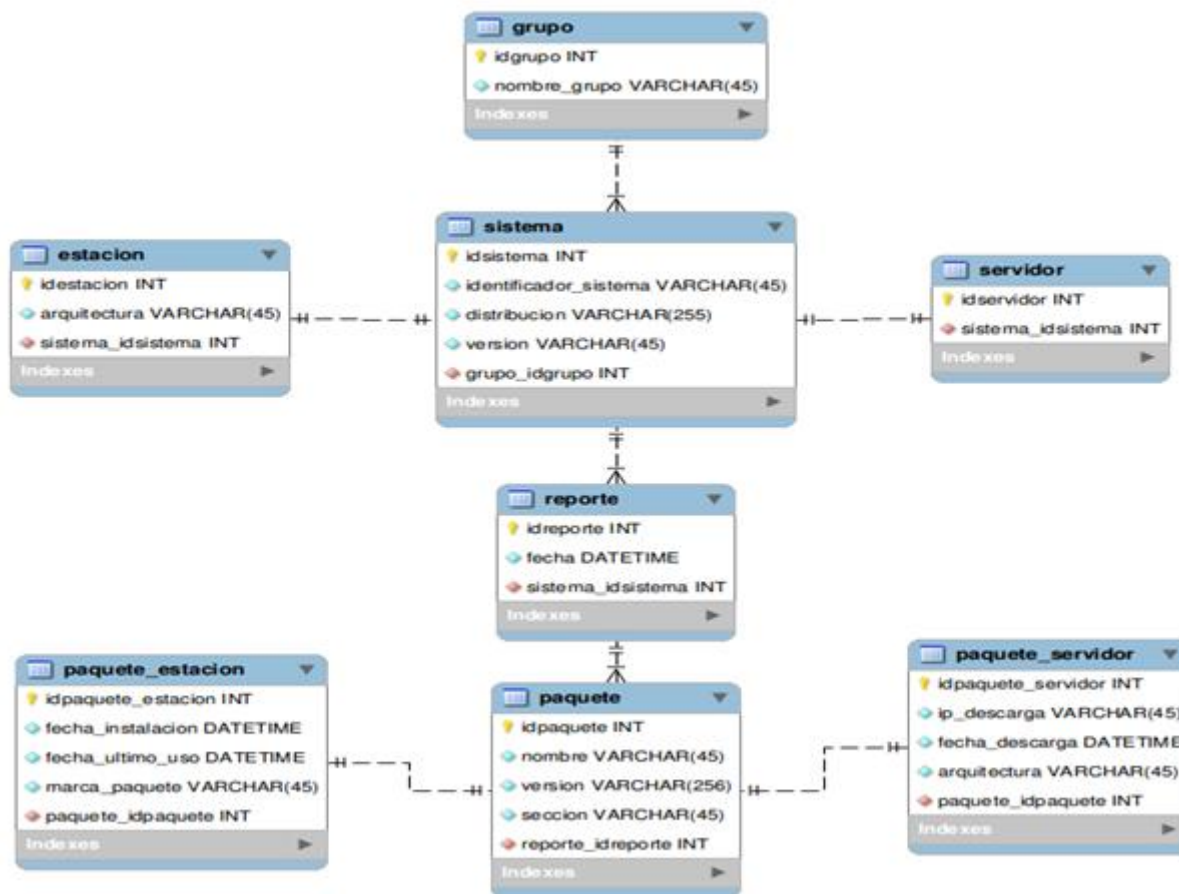 grupo
idgrupo INT
nombre_grupo VARCHAR(45)
Indexes
estacion
idestacion INT
arquitectura VARCHAR(45)
sistema_idsistema INT
Indexes
sistema
idsistema INT
identificador_sistema VARCHAR(45)
distribucion VARCHAR(255)
version VARCHAR(45)
grupo_idgrupo INT
Indexes
servidor
idservidor INT
sistema_idsistema INT
Indexes
reporte
idreporte INT
fecha DATETIME
sistema_idsistema INT
Indexes
paquete_estacion
idpaquete_estacion INT
fecha_instalacion DATETIME
fecha_ultimo_uso DATETIME
marca_paquete VARCHAR(45)
paquete_idpaquete INT
Indexes
paquete
idpaquete INT
nombre VARCHAR(45)
version VARCHAR(256)
seccion VARCHAR(45)
reporte_idreporte INT
Indexes
paquete_servidor
idpaquete_servidor INT
ip_descarga VARCHAR(45)
fecha_descarga DATETIME
arquitectura VARCHAR(45)
paquete_idpaquete INT
Indexes